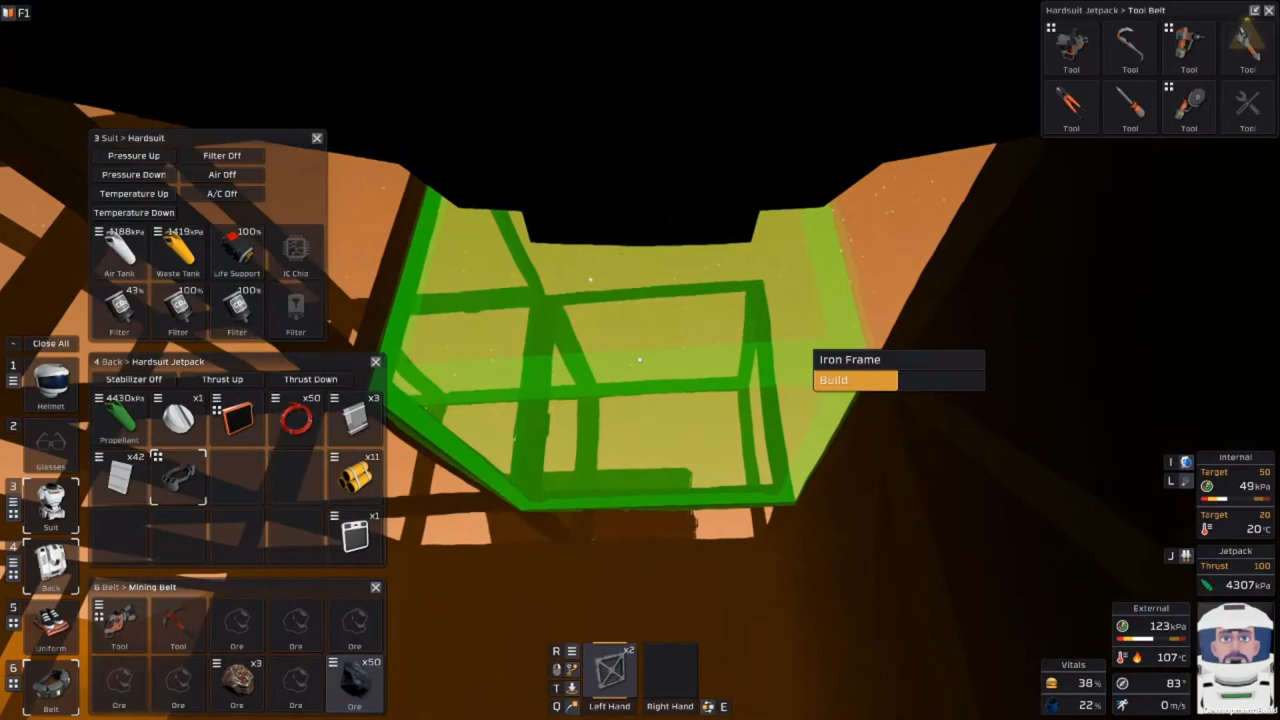 F1
Hardsuit Jetpack > Tool Belt
Tool
Tool
Tool
Tool
Tool
Tool
Tool
Tool
3 Suit > Hardsuit
Pressure Up
Filter Off
Pressure Down
Air Off
Temperature Up
A/C Off
Temperature Down
1188kPa
1419kPa
100%
Air Tank
Waste Tank
Life Support
IC Chip
43%
100%
100%
Filter
Filter
Filter
Filter
Close All
1
Helmet
2
Glasses
3
Suit
4
Back
5
Uniform
6
Belt
4 Back > Hardsuit Jetpack
Stabilizer Off
Thrust Up
Thrust Down
4430kPa
x1
x50
x3
Propellant
x42
x11
x1
6 Belt > Mining Belt
Tool
Tool
Ore
Ore
Ore
x3
x50
Ore
Ore
Ore
Ore
Ore
Iron Frame
Build
R
T
Q
x2
Left Hand
Right Hand
E
I
L
Internal
Target 50
49kPa
Target 20
20°C
J
Jetpack
Thrust 100
4307kPa
External
123kPa
107°C
83°
0m/s
Vitals
38%
22%
Development Build